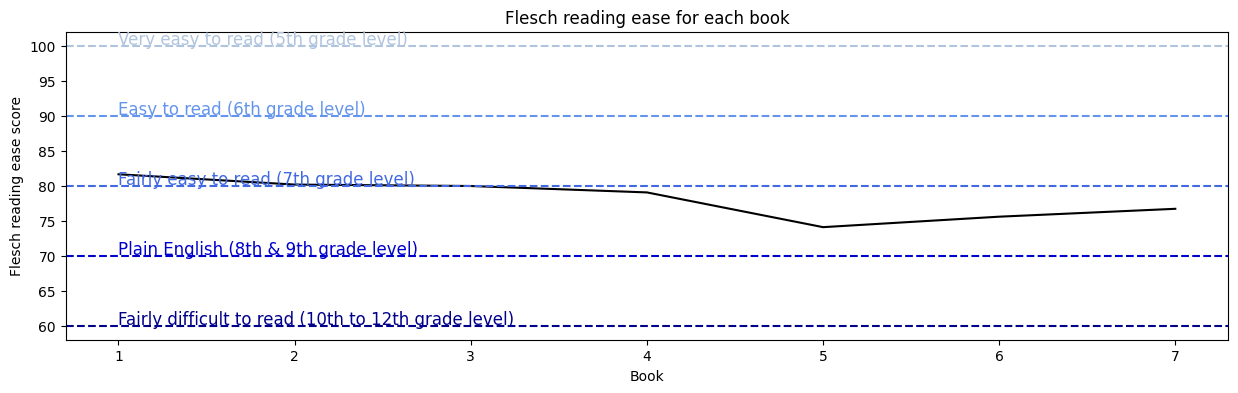 Flesch reading ease for each book
Flesch reading ease score
100
95
90
85
80
75
70
65
60
Very easy to read (5th grade level)
Easy to read (6th grade level)
Fairly easy to read (7th grade level)
Plain English (8th & 9th grade level)
Fairly difficult to read (10th to 12th grade level)
1 2 3 4 5 6 7
Book